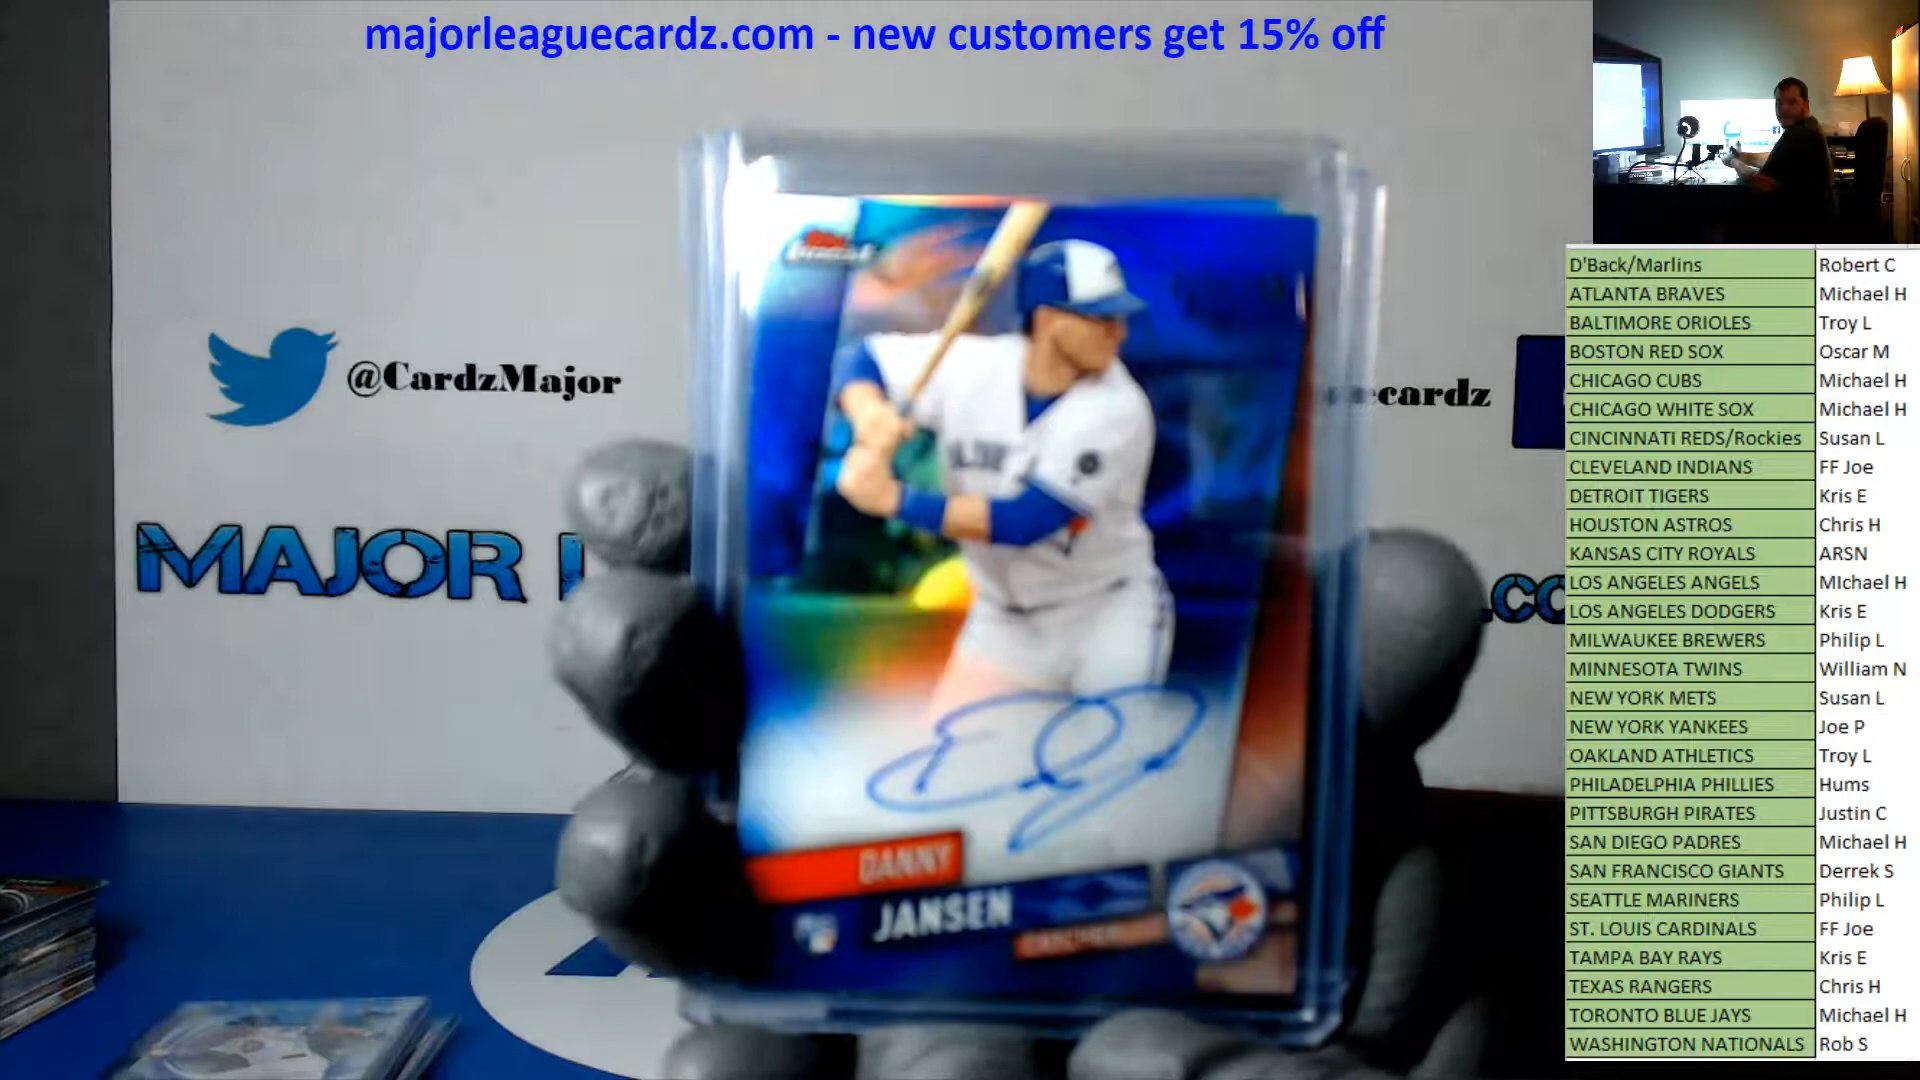 majorleaguecardz.com - new customers get 15% off
@CardzMajor
ecardz
MAJOR
.CO
DANNY
JANSEN
CATCHER
D'Back/Marlins Robert C
ATLANTA BRAVES Michael H
BALTIMORE ORIOLES Troy L
BOSTON RED SOX Oscar M
CHICAGO CUBS Michael H
CHICAGO WHITE SOX Michael H
CINCINNATI REDS/Rockies Susan L
CLEVELAND INDIANS FF Joe
DETROIT TIGERS Kris E
HOUSTON ASTROS Chris H
KANSAS CITY ROYALS ARSN
LOS ANGELES ANGELS MIchael H
LOS ANGELES DODGERS Kris E
MILWAUKEE BREWERS Philip L
MINNESOTA TWINS William N
NEW YORK METS Susan L
NEW YORK YANKEES Joe P
OAKLAND ATHLETICS Troy L
PHILADELPHIA PHILLIES Hums
PITTSBURGH PIRATES Justin C
SAN DIEGO PADRES Michael H
SAN FRANCISCO GIANTS Derrek S
SEATTLE MARINERS Philip L
ST. LOUIS CARDINALS FF Joe
TAMPA BAY RAYS Kris E
TEXAS RANGERS Chris H
TORONTO BLUE JAYS Michael H
WASHINGTON NATIONALS Rob S